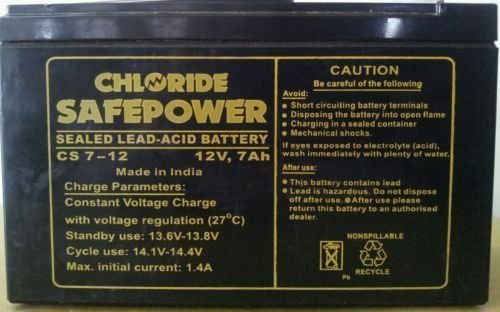 CHLORIDE
SAFEPOWER
SEALED LEAD-ACID BATTERY
CS 7-12 12V, 7Ah
Made in India
Charge Parameters:
Constant Voltage Charge
with voltage regulation (27°C)
Standby use: 13.6V-13.8V
Cycle use: 14.1V-14.4V
Max. initial current: 1.4A
CAUTION
Be careful of the following
Avoid:
● Short circuiting battery terminals
● Disposing the battery into open flame
● Charging in a sealed container
● Mechanical shocks.
If eyes exposed to electrolyte (acid),
wash immediately with plenty of water.
After use:
● This battery contains lead
● Lead is hazardous. Do not dispose
off after use. ● After use please
return this battery to an authorised
dealer.
NONSPILLABLE
Pb RECYCLE